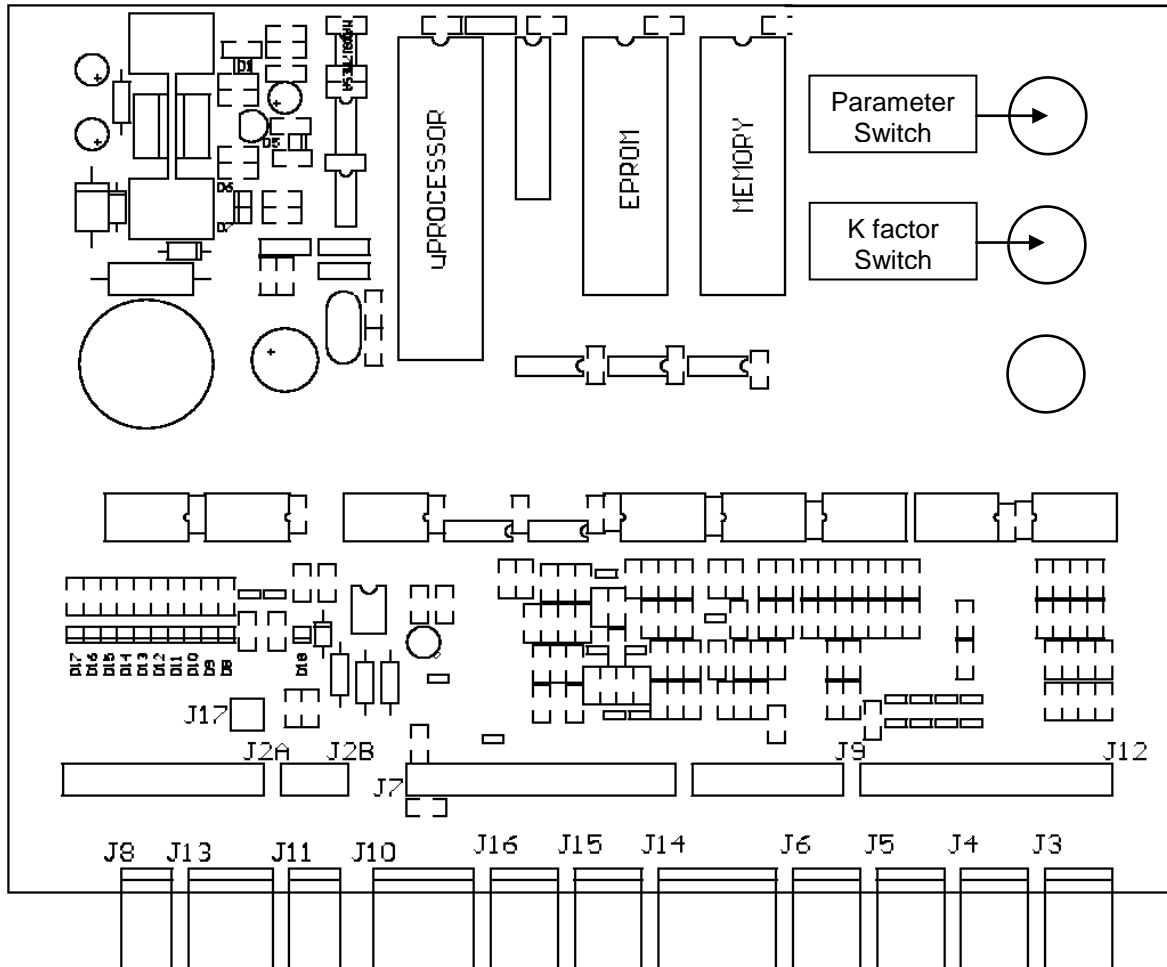 D1
D5
D6
D7
uPROCESSOR
EPROM
MEMORY
Parameter
Switch
K factor
Switch
D17
D16
D15
D14
D13
D12
D11
D10
D9
D8
D18
J17
J2A
J2B
J7
J9
J12
J8
J13
J11
J10
J16
J15
J14
J6
J5
J4
J3